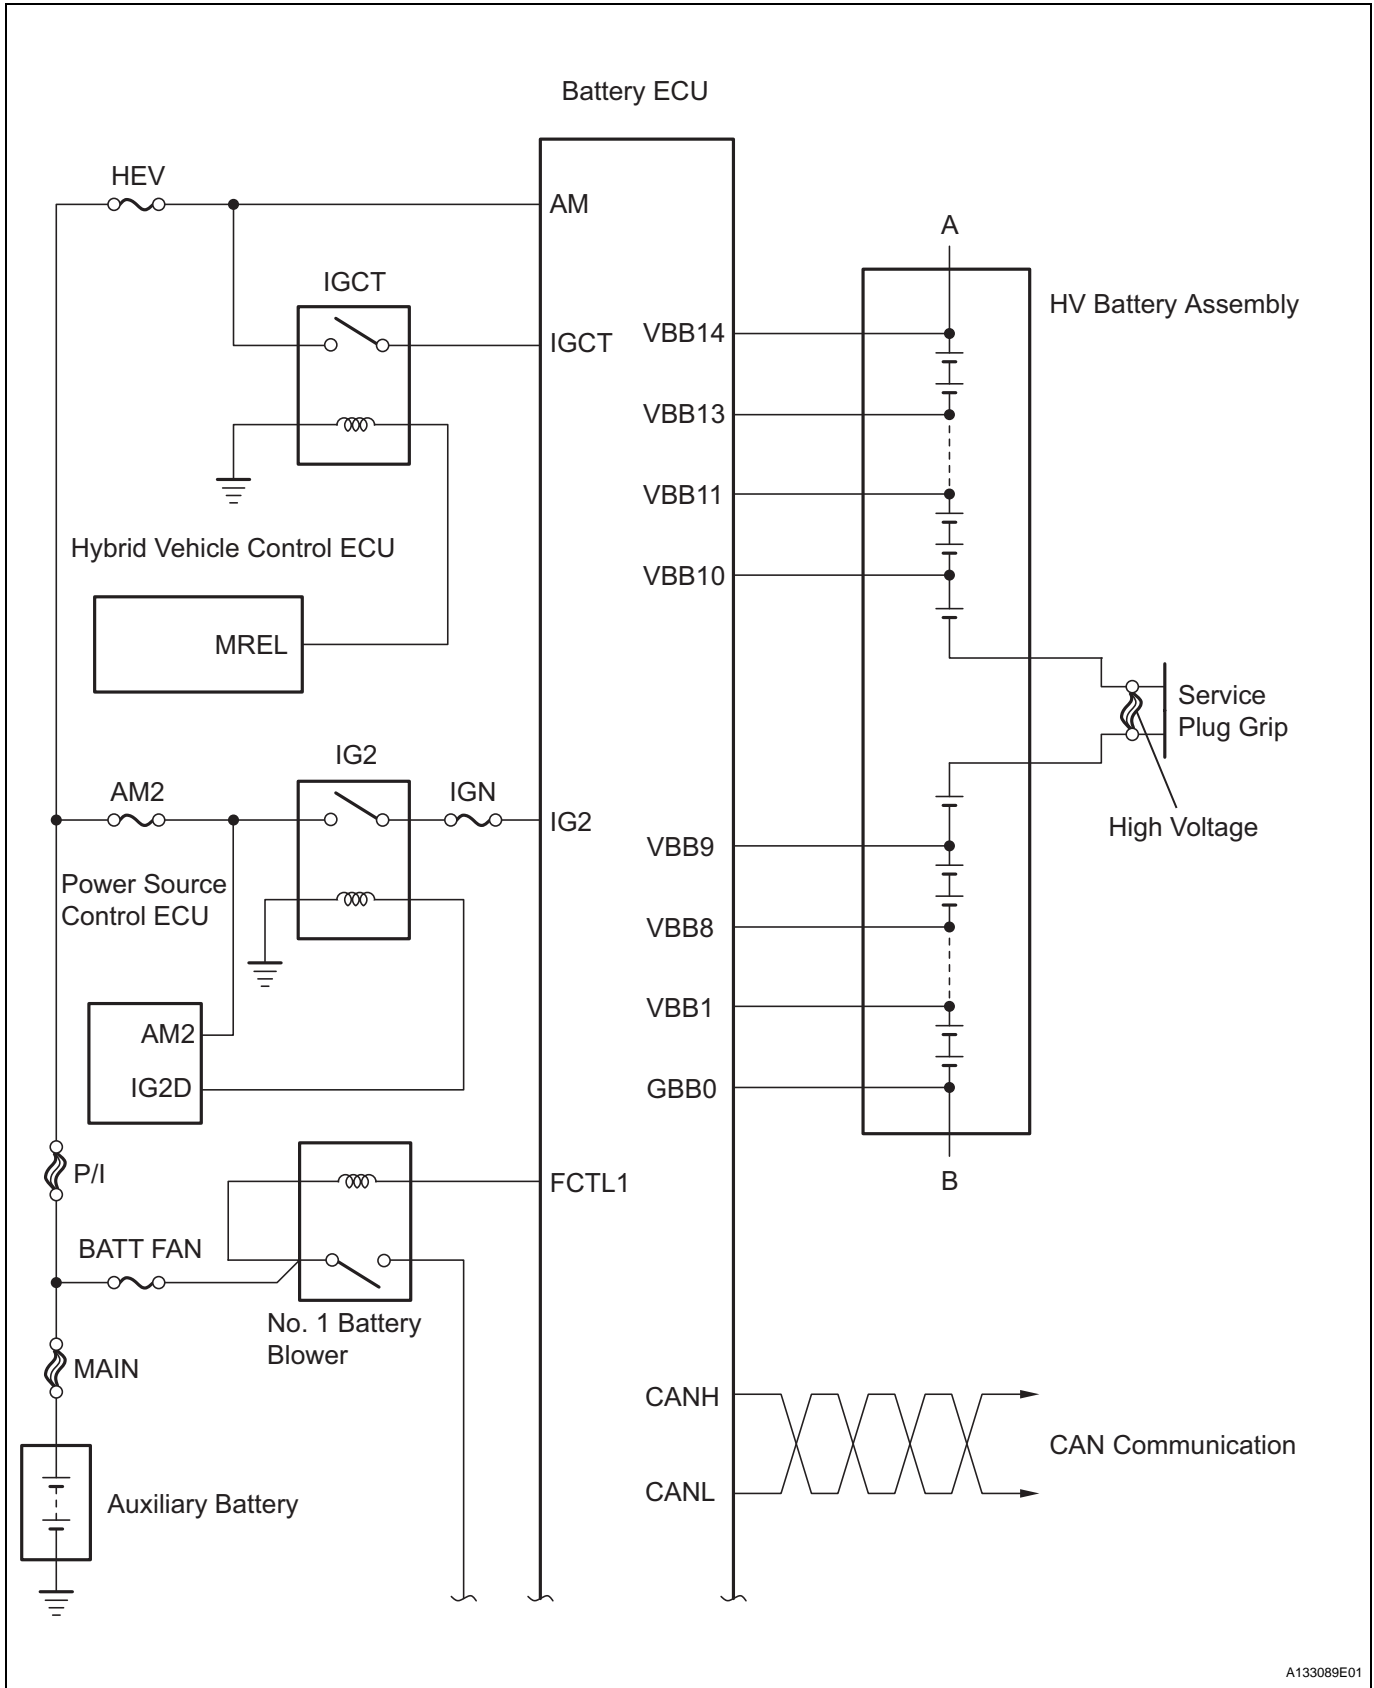 Battery ECU
HEV
AM
A
IGCT
HV Battery Assembly
VBB14
IGCT
VBB13
VBB11
Hybrid Vehicle Control ECU
VBB10
MREL
Service
Plug Grip
IG2
AM2
IGN
IG2
High Voltage
VBB9
Power Source
Control ECU
VBB8
VBB1
AM2
IG2D
GBB0
P/I
FCTL1
B
BATT FAN
No. 1 Battery
Blower
MAIN
CANH
CAN Communication
CANL
Auxiliary Battery
A133089E01